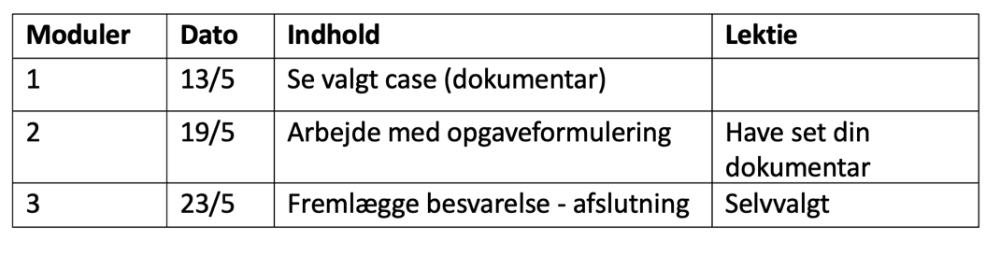 Moduler Dato Indhold Lektie
1 13/5 Se valgt case (dokumentar)
2 19/5 Arbejde med opgaveformulering Have set din
dokumentar
3 23/5 Fremlægge besvarelse - afslutning Selvvalgt